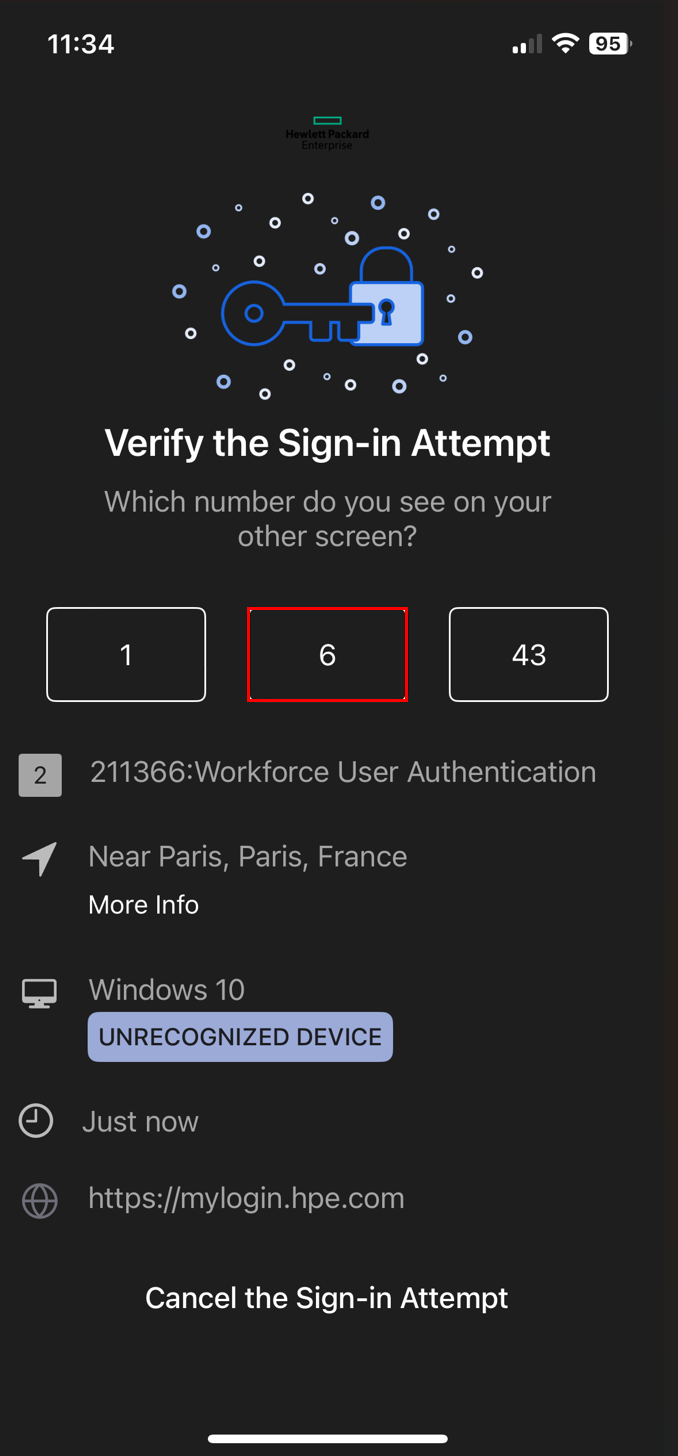 11:34
95
Hewlett Packard
Enterprise
Verify the Sign-in Attempt
Which number do you see on your
other screen?
1 6 43
2 211366:Workforce User Authentication
Near Paris, Paris, France
More Info
Windows 10
UNRECOGNIZED DEVICE
Just now
https://mylogin.hpe.com
Cancel the Sign-in Attempt